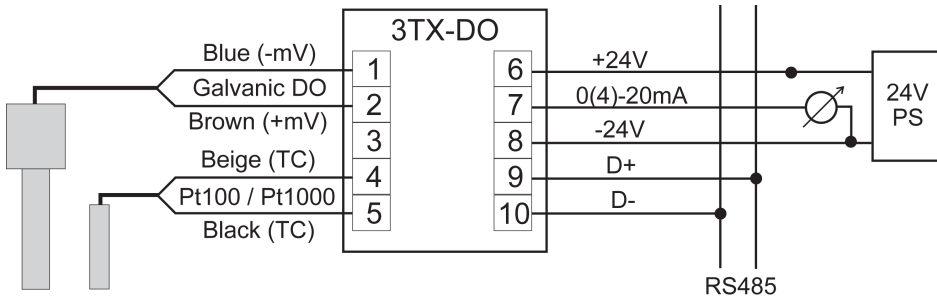 3TX-DO
Blue (-mV)
Galvanic DO
Brown (+mV)
Beige (TC)
Pt100 / Pt1000
Black (TC)
1
2
3
4
5
6
7
8
9
10
+24V
0(4)-20mA
-24V
D+
D-
24V
PS
RS485